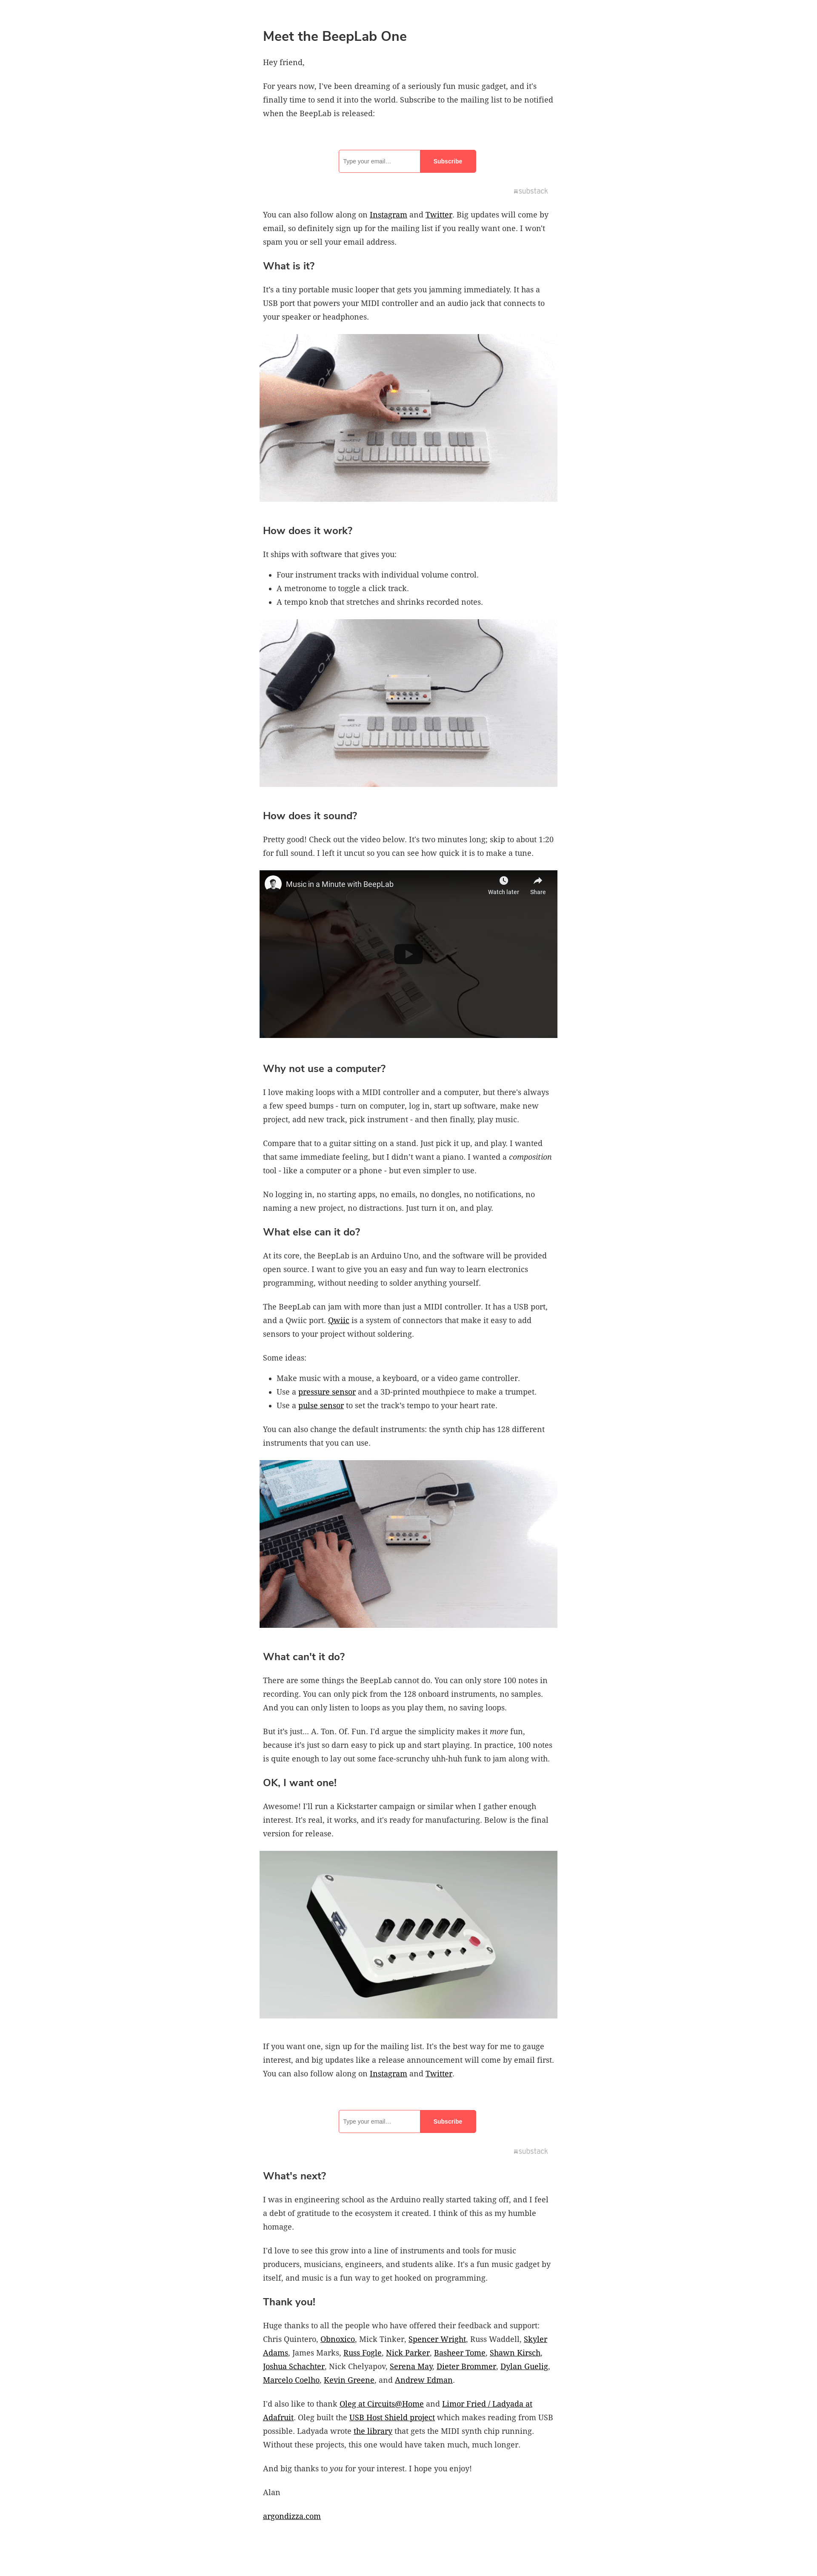 Meet the BeepLab One
Hey friend,
For years now, I've been dreaming of a seriously fun music gadget, and it's
finally time to send it into the world. Subscribe to the mailing list to be notified
when the BeepLab is released:
Type your email…
Subscribe
substack
You can also follow along on Instagram and Twitter. Big updates will come by
email, so definitely sign up for the mailing list if you really want one. I won't
spam you or sell your email address.
What is it?
It's a tiny portable music looper that gets you jamming immediately. It has a
USB port that powers your MIDI controller and an audio jack that connects to
your speaker or headphones.
How does it work?
It ships with software that gives you:
• Four instrument tracks with individual volume control.
• A metronome to toggle a click track.
• A tempo knob that stretches and shrinks recorded notes.
How does it sound?
Pretty good! Check out the video below. It's two minutes long; skip to about 1:20
for full sound. I left it uncut so you can see how quick it is to make a tune.
Music in a Minute with BeepLab
Watch later
Share
Why not use a computer?
I love making loops with a MIDI controller and a computer, but there's always
a few speed bumps - turn on computer, log in, start up software, make new
project, add new track, pick instrument - and then finally, play music.
Compare that to a guitar sitting on a stand. Just pick it up, and play. I wanted
that same immediate feeling, but I didn't want a piano. I wanted a composition
tool - like a computer or a phone - but even simpler to use.
No logging in, no starting apps, no emails, no dongles, no notifications, no
naming a new project, no distractions. Just turn it on, and play.
What else can it do?
At its core, the BeepLab is an Arduino Uno, and the software will be provided
open source. I want to give you an easy and fun way to learn electronics
programming, without needing to solder anything yourself.
The BeepLab can jam with more than just a MIDI controller. It has a USB port,
and a Qwiic port. Qwiic is a system of connectors that make it easy to add
sensors to your project without soldering.
Some ideas:
• Make music with a mouse, a keyboard, or a video game controller.
• Use a pressure sensor and a 3D-printed mouthpiece to make a trumpet.
• Use a pulse sensor to set the track's tempo to your heart rate.
You can also change the default instruments: the synth chip has 128 different
instruments that you can use.
What can't it do?
There are some things the BeepLab cannot do. You can only store 100 notes in
recording. You can only pick from the 128 onboard instruments, no samples.
And you can only listen to loops as you play them, no saving loops.
But it's just... A. Ton. Of. Fun. I'd argue the simplicity makes it more fun,
because it's just so darn easy to pick up and start playing. In practice, 100 notes
is quite enough to lay out some face-scrunchy uhh-huh funk to jam along with.
OK, I want one!
Awesome! I'll run a Kickstarter campaign or similar when I gather enough
interest. It's real, it works, and it's ready for manufacturing. Below is the final
version for release.
If you want one, sign up for the mailing list. It's the best way for me to gauge
interest, and big updates like a release announcement will come by email first.
You can also follow along on Instagram and Twitter.
Type your email…
Subscribe
substack
What's next?
I was in engineering school as the Arduino really started taking off, and I feel
a debt of gratitude to the ecosystem it created. I think of this as my humble
homage.
I'd love to see this grow into a line of instruments and tools for music
producers, musicians, engineers, and students alike. It's a fun music gadget by
itself, and music is a fun way to get hooked on programming.
Thank you!
Huge thanks to all the people who have offered their feedback and support:
Chris Quintero, Obnoxico, Mick Tinker, Spencer Wright, Russ Waddell, Skyler
Adams, James Marks, Russ Fogle, Nick Parker, Basheer Tome, Shawn Kirsch,
Joshua Schachter, Nick Chelyapov, Serena May, Dieter Brommer, Dylan Guelig,
Marcelo Coelho, Kevin Greene, and Andrew Edman.
I'd also like to thank Oleg at Circuits@Home and Limor Fried / Ladyada at
Adafruit. Oleg built the USB Host Shield project which makes reading from USB
possible. Ladyada wrote the library that gets the MIDI synth chip running.
Without these projects, this one would have taken much, much longer.
And big thanks to you for your interest. I hope you enjoy!
Alan
argondizza.com